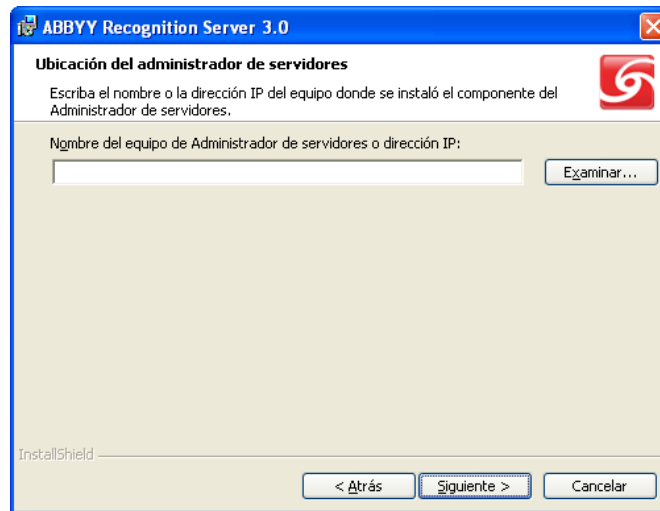 ABBYY Recognition Server 3.0
Ubicación del administrador de servidores
Escriba el nombre o la dirección IP del equipo donde se instaló el componente del
Administrador de servidores.
Nombre del equipo de Administrador de servidores o dirección IP:
Examinar...
InstallShield
< Atrás
Siguiente >
Cancelar